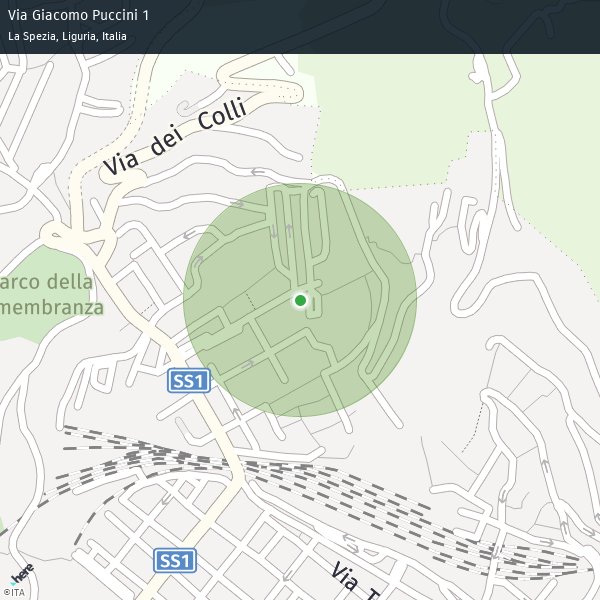 Via Giacomo Puccini 1
La Spezia, Liguria, Italia
Via dei Colli
arco della
membranza
SS1
SS1
Via T
here
©ITA